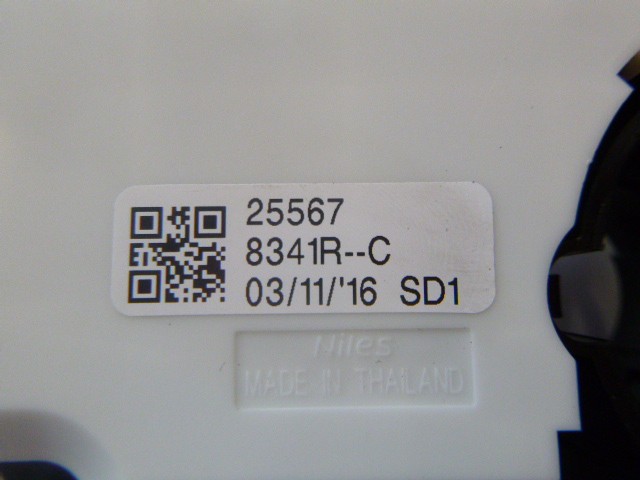 25567
8341R--C
03/11/'16 SD1
Niles
MADE IN THAILAND